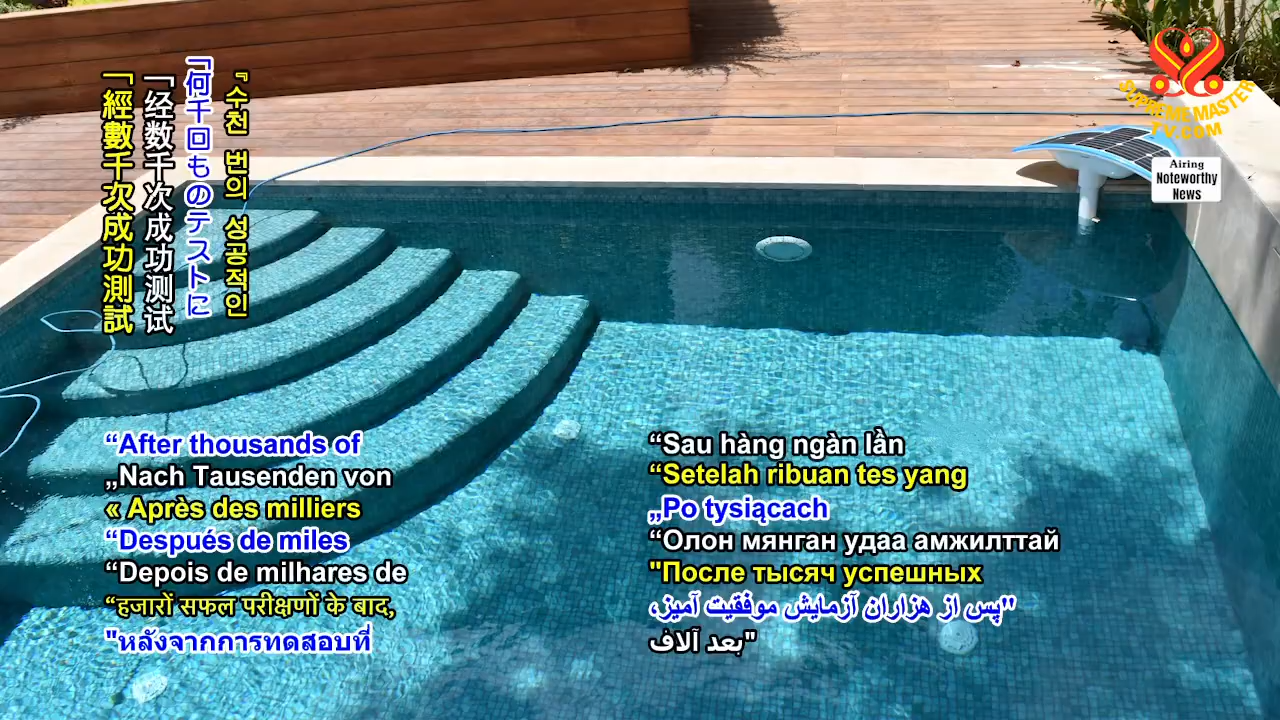 「經數千次成功測試
「经数千次成功测试
「何千回ものテストに
『수천 번의 성공적인
SUPREME MASTER
TV.COM
Airing
Noteworthy
News
“After thousands of
„Nach Tausenden von
« Après des milliers
“Después de miles
“Depois de milhares de
“हजारों सफल परीक्षणों के बाद,
"หลังจากการทดสอบที่
“Sau hàng ngàn lần
“Setelah ribuan tes yang
„Po tysiącach
“Олон мянган удаа амжилттай
"После тысяч успешных
"پس از هزاران آزمایش موفقیت آمیز،
"بعد آلاف